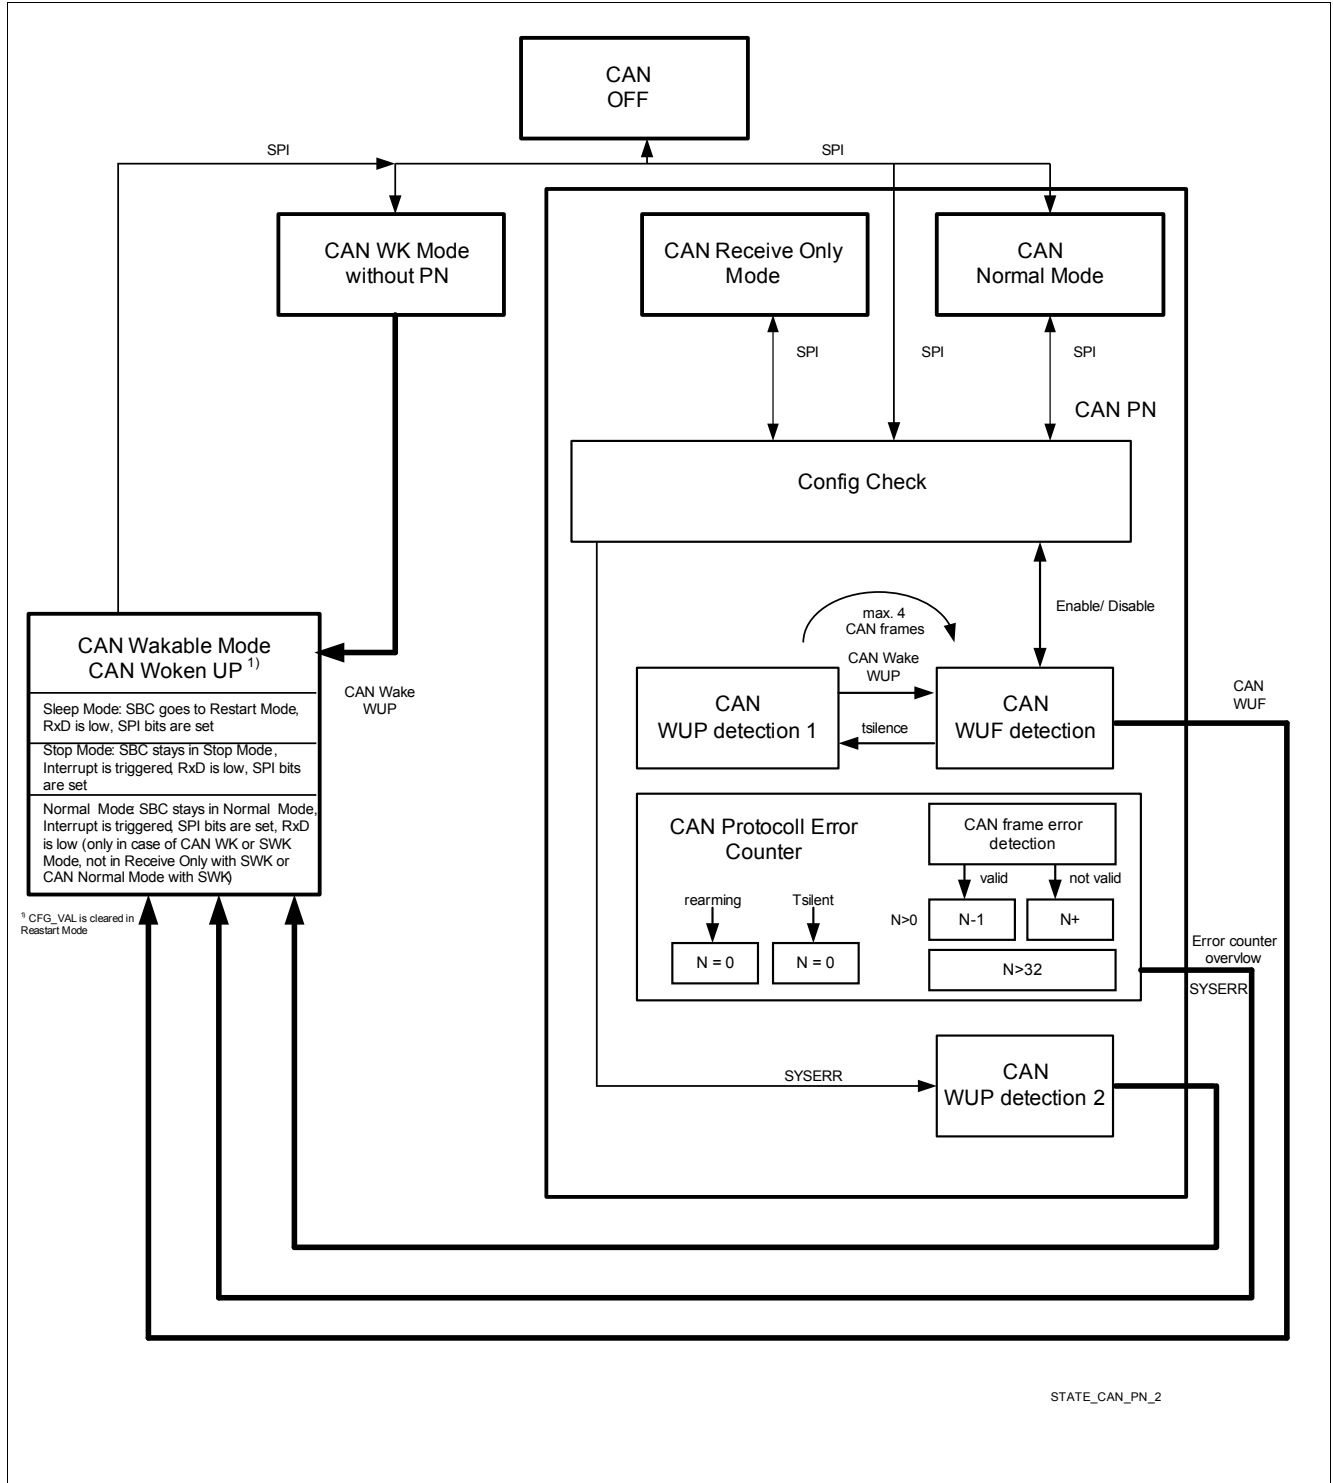 CAN
OFF
SPI
SPI
CAN WK Mode
without PN
CAN Receive Only
Mode
CAN
Normal Mode
SPI
SPI
SPI
CAN PN
Config Check
Enable/ Disable
max. 4
CAN frames
CAN Wake
WUP
CAN
WUP detection 1
tsilence
CAN
WUF detection
CAN
WUF
CAN Wakable Mode
CAN Woken UP 1)
Sleep Mode: SBC goes to Restart Mode,
RxD is low, SPI bits are set
Stop Mode: SBC stays in Stop Mode,
Interrupt is triggered, RxD is low, SPI bits
are set
Normal Mode: SBC stays in Normal Mode,
Interrupt is triggered, SPI bits are set, RxD
is low (only in case of CAN WK or SWK
Mode, not in Receive Only with SWK or
CAN Normal Mode with SWK)
1) CFG_VAL is cleared in
Reastart Mode
CAN Wake
WUP
CAN Protocoll Error
Counter
rearming
N = 0
Tsilent
N = 0
CAN frame error
detection
valid
not valid
N>0
N-1
N+
N>32
Error counter
overvlow
SYSERR
SYSERR
CAN
WUP detection 2
STATE_CAN_PN_2